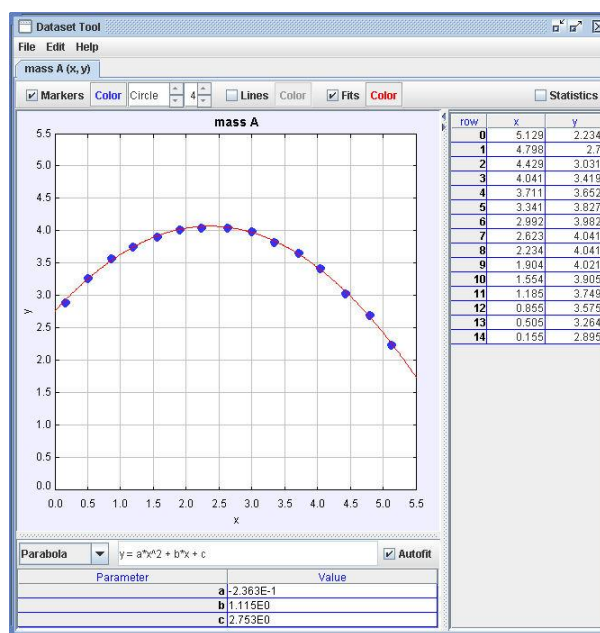 Dataset Tool
File Edit Help
mass A (x, y)
Markers Color Circle 4 Lines Color Fits Color Statistics
mass A
5.5
5.0
4.5
4.0
3.5
3.0
2.5
2.0
1.5
1.0
0.5
0.0
y
0.0 0.5 1.0 1.5 2.0 2.5 3.0 3.5 4.0 4.5 5.0 5.5
x
row x y
0 5.129 2.234
1 4.798 2.7
2 4.429 3.031
3 4.041 3.419
4 3.711 3.652
5 3.341 3.827
6 2.992 3.982
7 2.623 4.041
8 2.234 4.041
9 1.904 4.021
10 1.554 3.905
11 1.185 3.749
12 0.855 3.575
13 0.505 3.264
14 0.155 2.895
Parabola y = a*x^2 + b*x + c Autofit
Parameter Value
a -2.363E-1
b 1.115E0
c 2.753E0